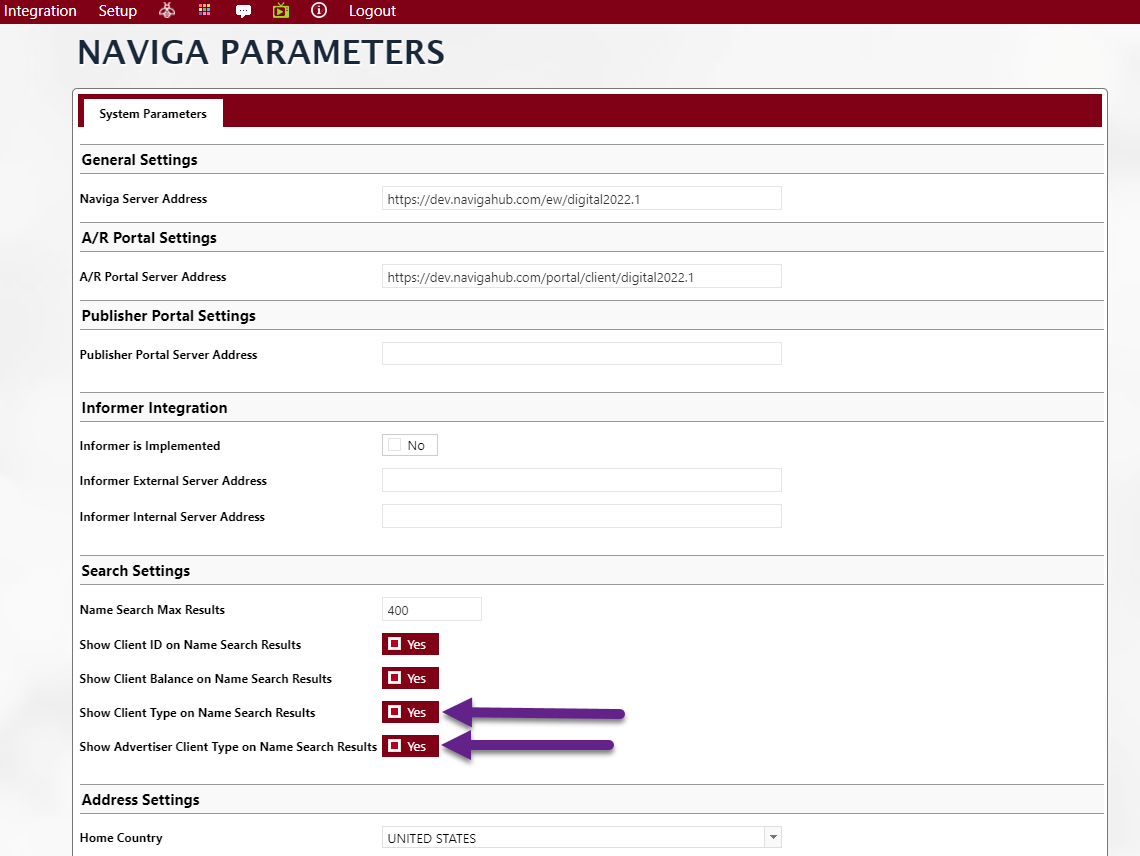 Integration Setup Logout
NAVIGA PARAMETERS
System Parameters
General Settings
Naviga Server Address https://dev.navigahub.com/ew/digital2022.1
A/R Portal Settings
A/R Portal Server Address https://dev.navigahub.com/portal/client/digital2022.1
Publisher Portal Settings
Publisher Portal Server Address
Informer Integration
Informer is Implemented No
Informer External Server Address
Informer Internal Server Address
Search Settings
Name Search Max Results 400
Show Client ID on Name Search Results Yes
Show Client Balance on Name Search Results Yes
Show Client Type on Name Search Results Yes
Show Advertiser Client Type on Name Search Results Yes
Address Settings
Home Country UNITED STATES